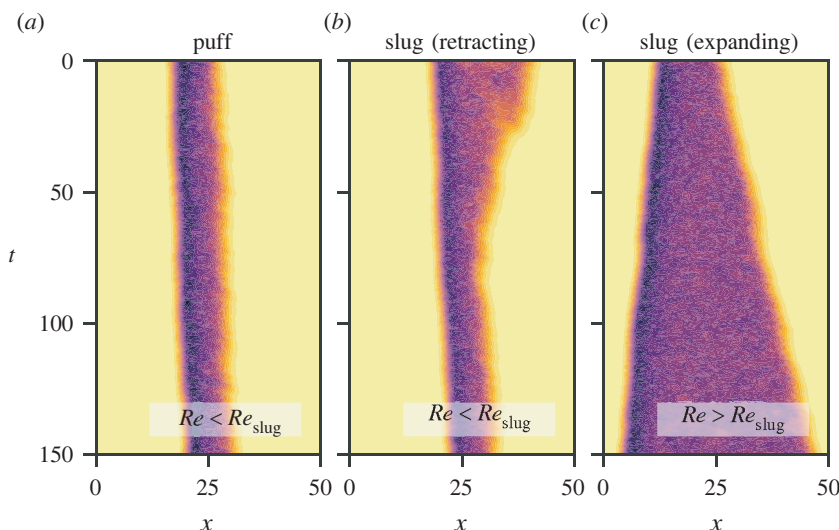 (a)
puff
(b)
slug (retracting)
(c)
slug (expanding)
0
50
100
150
t
Re < Re_slug
Re < Re_slug
Re > Re_slug
0 25 50
0 25 50
0 25 50
x
x
x